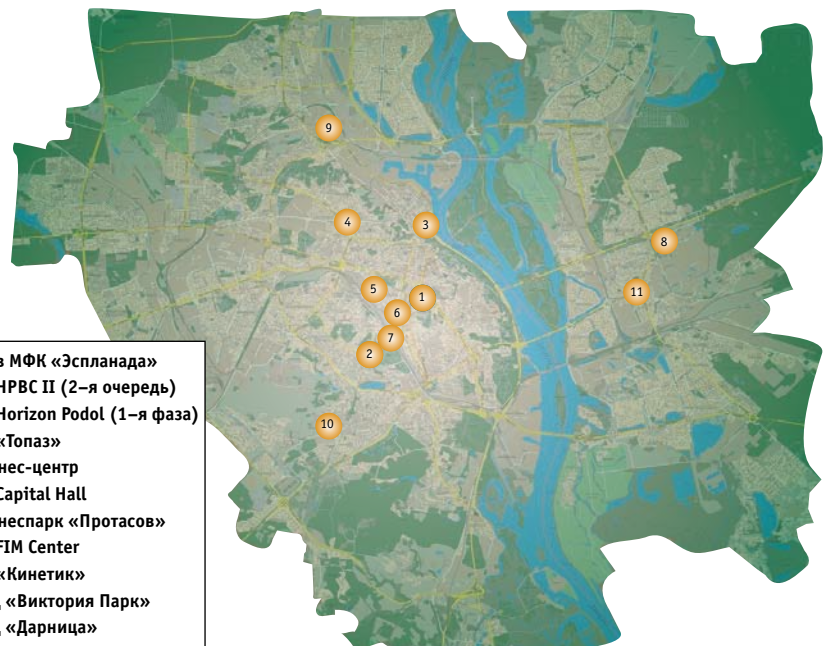 9
4
3
8
5
1
11
6
7
2
10
в МФК «Эспланада»
HPBC II (2–я очередь)
Horizon Podol (1–я фаза)
«Топаз»
нес-центр
Capital Hall
неспарк «Протасов»
FIM Center
«Кинетик»
«Виктория Парк»
«Дарница»